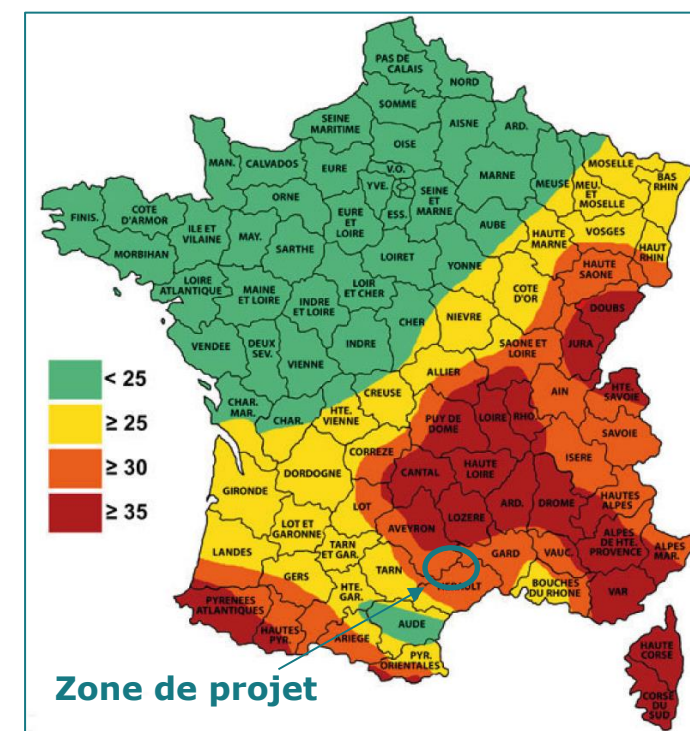 PAS DE
CALAIS
NORD
SOMME
SEINE
MARITIME
AISNE
ARD.
OISE
MAN.
CALVADOS
EURE
V.O.
YVE.
ESS.
SEINE
ET
MARNE
MARNE
MEUSE
MOSELLE
MEU.
ET
MOSELLE
BAS
RHIN
ORNE
FINIS.
COTE
D'ARMOR
MORBIHAN
ILE ET
VILAINE
MAY.
SARTHE
EURE
ET
LOIRE
AUBE
HAUTE
MARNE
VOSGES
HAUT
RHIN
LOIRET
YONNE
LOIRE
ATLANTIQUE
MAINE
ET LOIRE
INDRE
ET LOIRE
LOIR
ET CHER
CHER
NIEVRE
COTE
D'OR
HAUTE
SAONE
DOUBS
JURA
VENDEE
DEUX
SEV.
VIENNE
INDRE
SAONE ET
LOIRE
ALLIER
CHAR.
MAR.
CHAR.
HTE.
VIENNE
CREUSE
PUY DE
DOME
LOIRE
RHO.
AIN
HTE.
SAVOIE
SAVOIE
ISERE
CORREZE
DORDOGNE
GIRONDE
CANTAL
HAUTE
LOIRE
ARD.
DROME
HAUTES
ALPES
LOT
LOT ET
GARONNE
AVEYRON
LOZERE
LANDES
TARN
ET GAR.
TARN
GARD
VAUC.
ALPES
DE HTE.
PROVENCE
ALPES
MAR.
GERS
HTE.
GAR.
HERAULT
BOUCHES
DU RHONE
VAR
PYRENEES
ATLANTIQUES
HAUTES
PYR.
ARIEGE
AUDE
PYR.
ORIENTALES
HAUTE
CORSE
CORSE
DU
SUD
< 25
≥ 25
≥ 30
≥ 35
Zone de projet